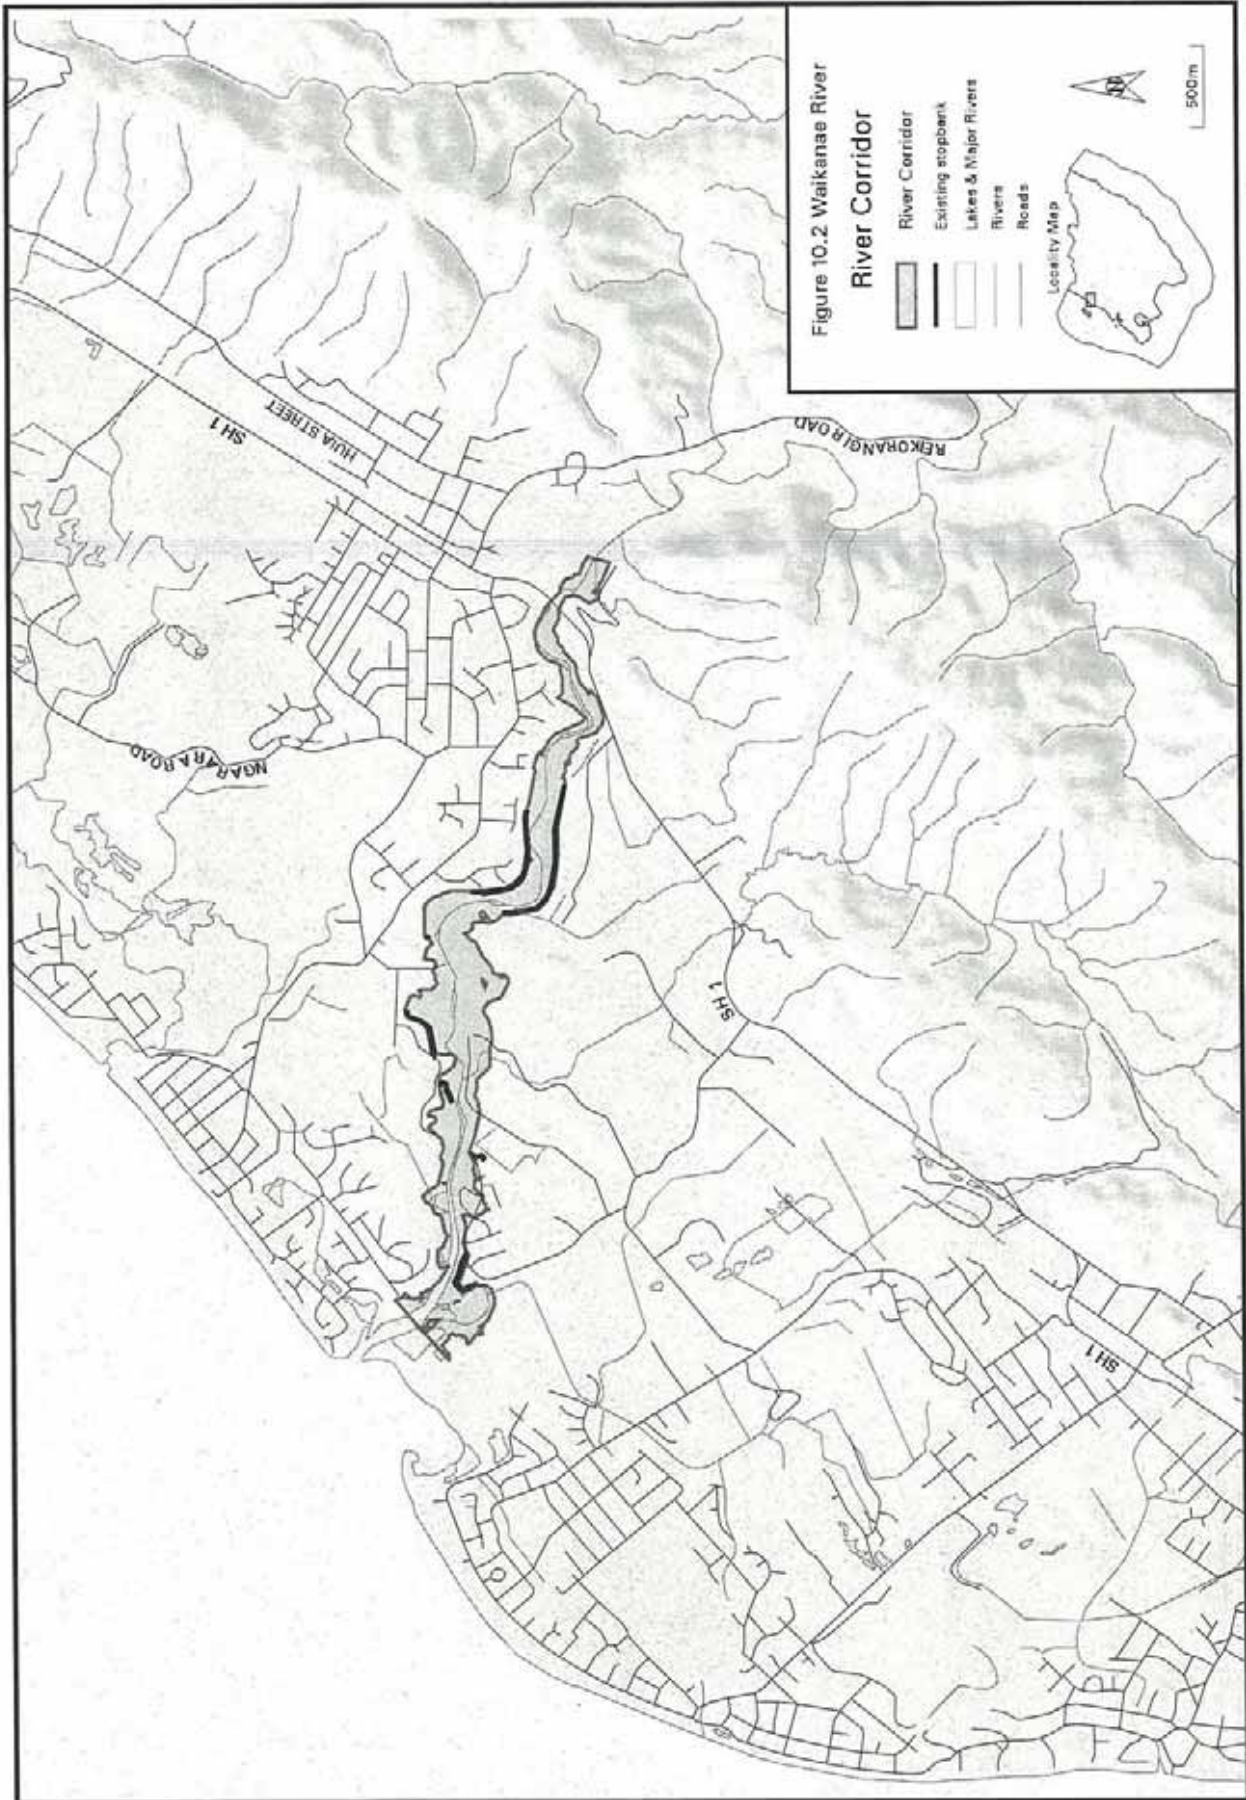 Figure 10.2 Waikanae River
River Corridor
River Corridor
Existing stopbank
Lakes & Major Rivers
Rivers
Roads
Locality Map
500m
SH 1
HUIA STREET
REIKORANGI ROAD
NGARARA ROAD
SH 1
SH 1